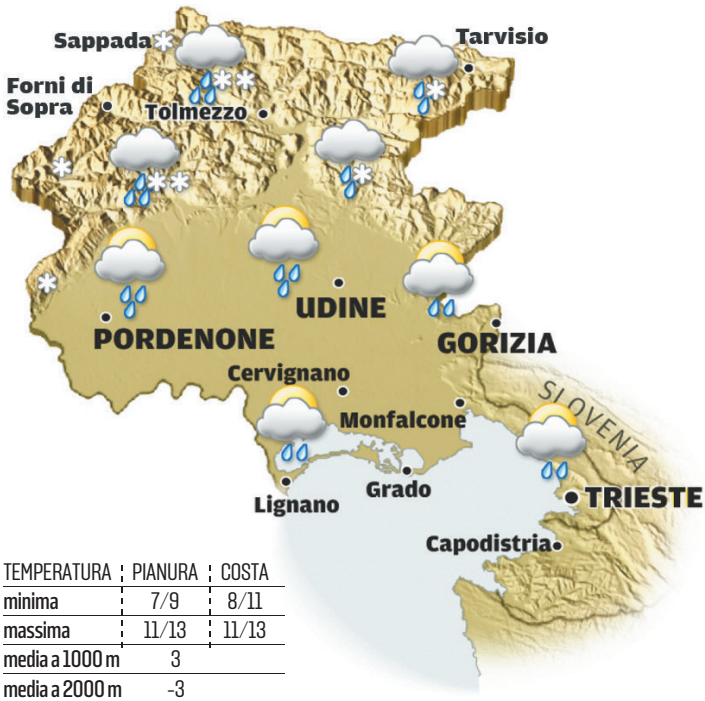 Sappada
Tarvisio
Forni di
Sopra
Tolmezzo
UDINE
PORDENONE
GORIZIA
Cervignano
SLOVENIA
Monfalcone
Grado
Lignano
TRIESTE
Capodistria
TEMPERATURA PIANURA COSTA
minima 7/9 8/11
massima 11/13 11/13
media a 1000 m 3
media a 2000 m -3